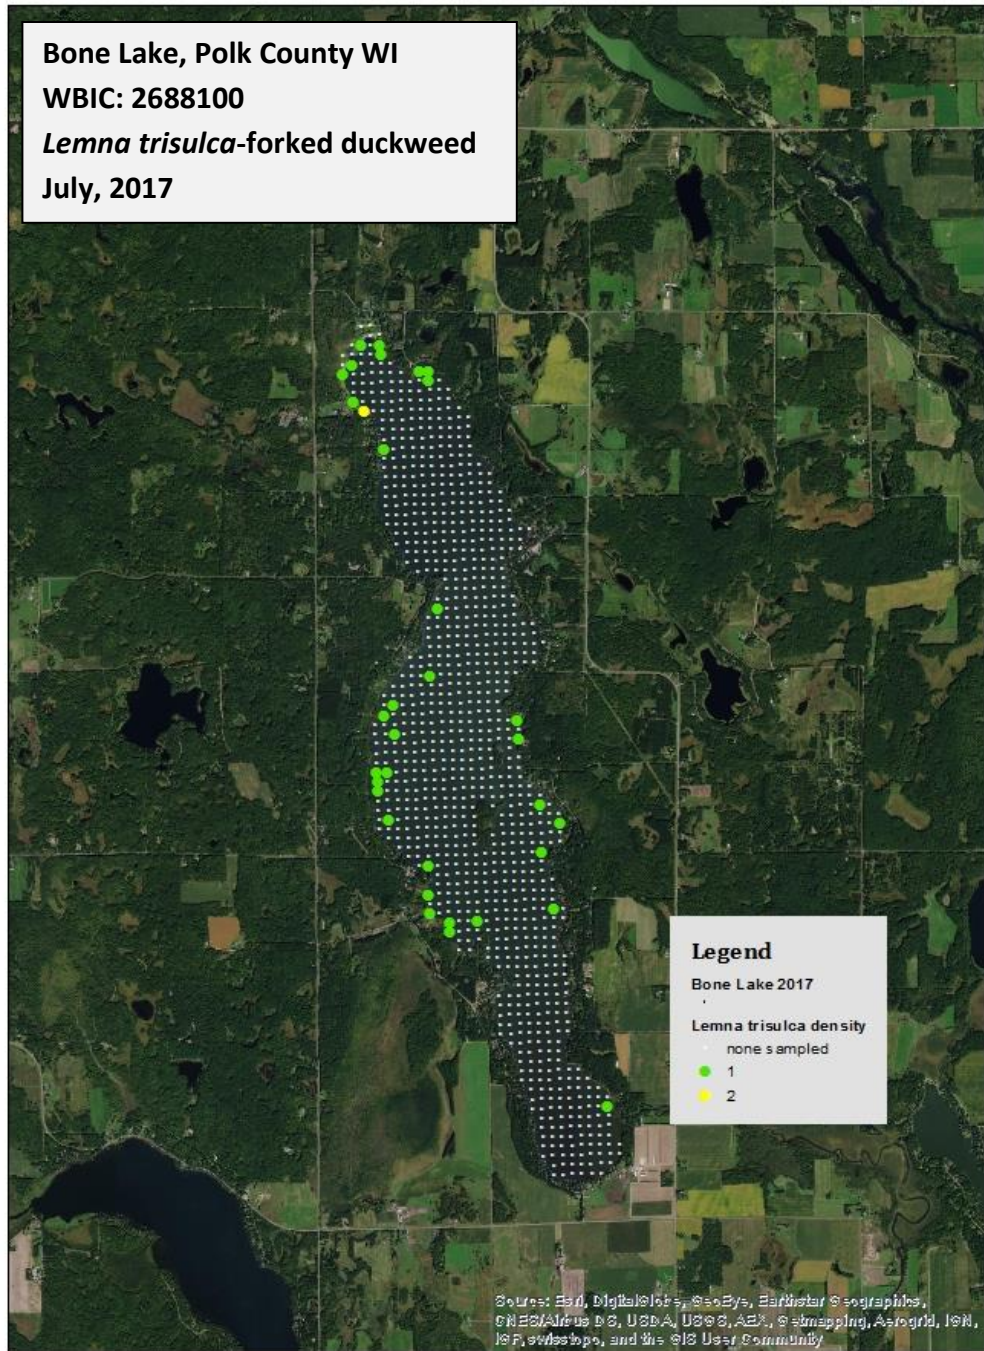 Bone Lake, Polk County WI
WBIC: 2688100
Lemna trisulca-forked duckweed
July, 2017
Legend
Bone Lake 2017
Lemna trisulca density
none sampled
1
2
Source: Esri, DigitalGlobe, GeoEye, Earthstar Geographics,
CNES/Airbus DS, USDA, USGS, AEX, Getmapping, Aerogrid, IGN,
IGP, swisstopo, and the GIS User Community